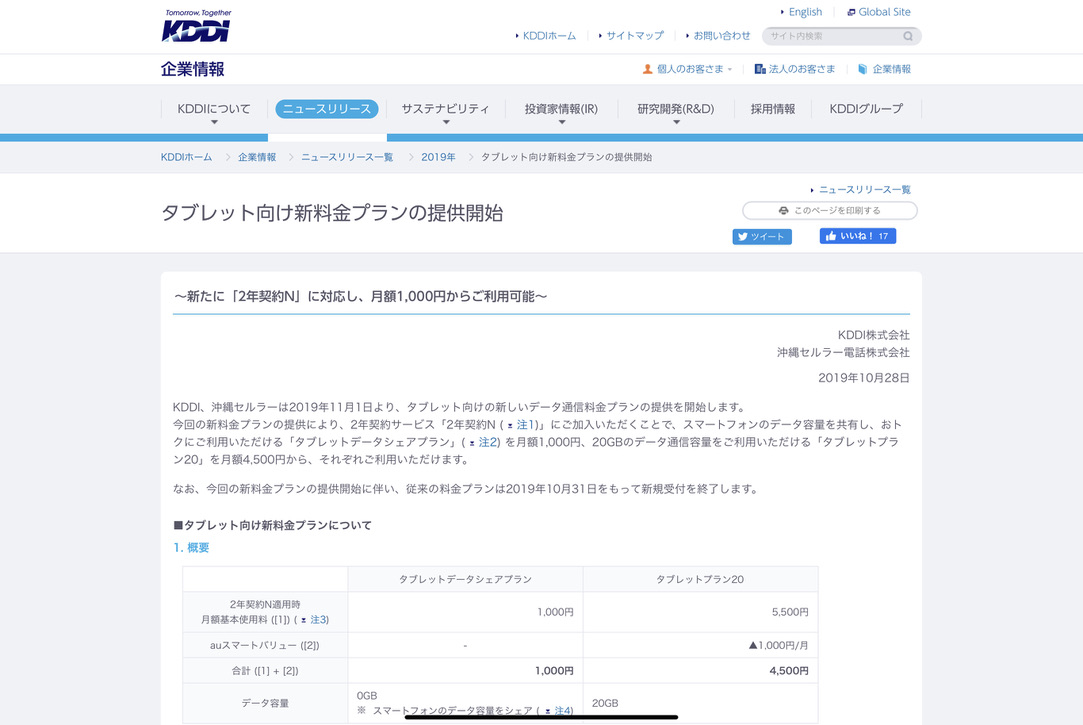 English
Global Site
Tomorrow, Together
KDDI
KDDIホーム
サイトマップ
お問い合わせ
サイト内検索
企業情報
個人のお客さま
法人のお客さま
企業情報
KDDIについて
ニュースリリース
サステナビリティ
投資家情報(IR)
研究開発(R&D)
採用情報
KDDIグループ
KDDIホーム
企業情報
ニュースリリース一覧
2019年
タブレット向け新料金プランの提供開始
ニュースリリース一覧
タブレット向け新料金プランの提供開始
このページを印刷する
ツイート
いいね！ 17
〜新たに「2年契約N」に対応し、月額1,000円からご利用可能〜
KDDI株式会社
沖縄セルラー電話株式会社
2019年10月28日
KDDI、沖縄セルラーは2019年11月1日より、タブレット向けの新しいデータ通信料金プランの提供を開始します。
今回の新料金プランの提供により、2年契約サービス「2年契約N (注1)」にご加入いただくことで、スマートフォンのデータ容量を共有し、おト
クにご利用いただける「タブレットデータシェアプラン」(注2) を月額1,000円、20GBのデータ通信容量をご利用いただける「タブレットプラ
ン20」を月額4,500円から、それぞれご利用いただけます。
なお、今回の新料金プランの提供開始に伴い、従来の料金プランは2019年10月31日をもって新規受付を終了します。
■タブレット向け新料金プランについて
1. 概要
タブレットデータシェアプラン
タブレットプラン20
2年契約N適用時
月額基本使用料 ([1]) (注3)
1,000円
5,500円
auスマートバリュー ([2])
-
▲1,000円/月
合計 ([1] + [2])
1,000円
4,500円
データ容量
0GB
※ スマートフォンのデータ容量をシェア (注4)
20GB